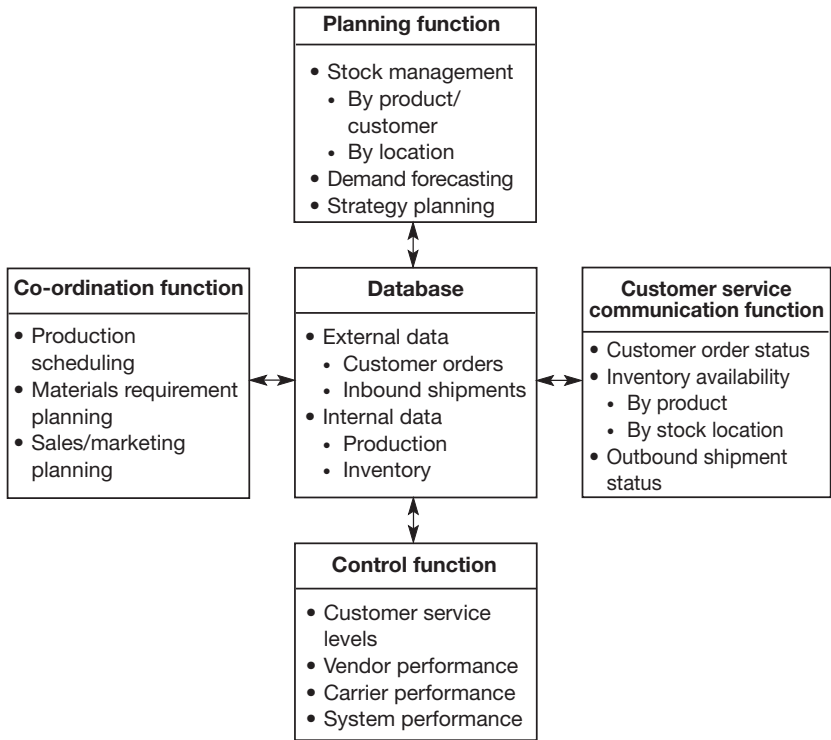 Planning function
• Stock management
• By product/
customer
• By location
• Demand forecasting
• Strategy planning
Co-ordination function
• Production
scheduling
• Materials requirement
planning
• Sales/marketing
planning
Database
• External data
• Customer orders
• Inbound shipments
• Internal data
• Production
• Inventory
Customer service
communication function
• Customer order status
• Inventory availability
• By product
• By stock location
• Outbound shipment
status
Control function
• Customer service
levels
• Vendor performance
• Carrier performance
• System performance